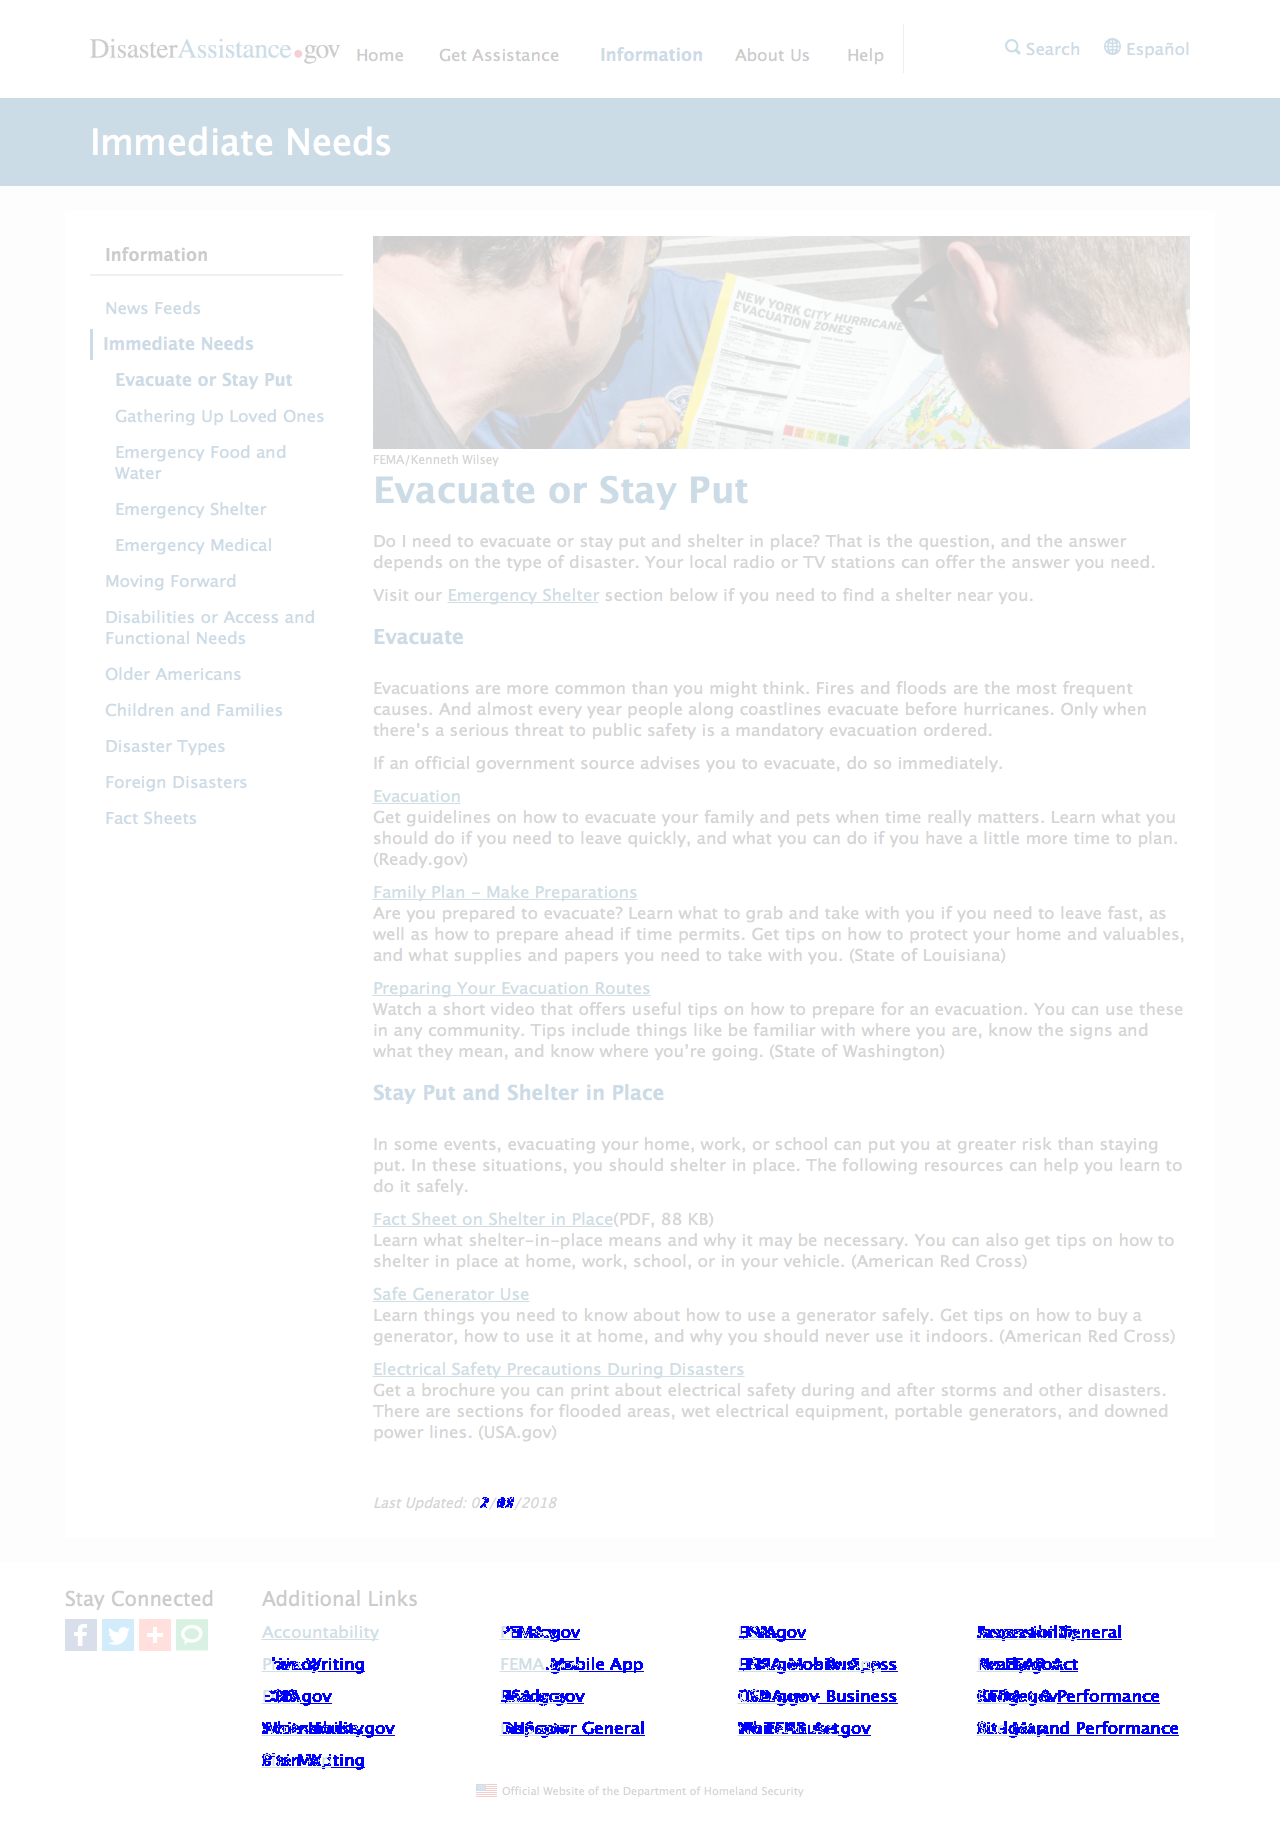 DisasterAssistance.gov Home Get Assistance Information About Us Help Search Español
Immediate Needs
Information
News Feeds
Immediate Needs
Evacuate or Stay Put
Gathering Up Loved Ones
Emergency Food and
Water
Emergency Shelter
Emergency Medical
Moving Forward
Disabilities or Access and
Functional Needs
Older Americans
Children and Families
Disaster Types
Foreign Disasters
Fact Sheets
NEW YORK CITY HURRICANE
EVACUATION ZONES
FEMA/Kenneth Wilsey
Evacuate or Stay Put
Do I need to evacuate or stay put and shelter in place? That is the question, and the answer
depends on the type of disaster. Your local radio or TV stations can offer the answer you need.
Visit our Emergency Shelter section below if you need to find a shelter near you.
Evacuate
Evacuations are more common than you might think. Fires and floods are the most frequent
causes. And almost every year people along coastlines evacuate before hurricanes. Only when
there's a serious threat to public safety is a mandatory evacuation ordered.
If an official government source advises you to evacuate, do so immediately.
Evacuation
Get guidelines on how to evacuate your family and pets when time really matters. Learn what you
should do if you need to leave quickly, and what you can do if you have a little more time to plan.
(Ready.gov)
Family Plan - Make Preparations
Are you prepared to evacuate? Learn what to grab and take with you if you need to leave fast, as
well as how to prepare ahead if time permits. Get tips on how to protect your home and valuables,
and what supplies and papers you need to take with you. (State of Louisiana)
Preparing Your Evacuation Routes
Watch a short video that offers useful tips on how to prepare for an evacuation. You can use these
in any community. Tips include things like be familiar with where you are, know the signs and
what they mean, and know where you're going. (State of Washington)
Stay Put and Shelter in Place
In some events, evacuating your home, work, or school can put you at greater risk than staying
put. In these situations, you should shelter in place. The following resources can help you learn to
do it safely.
Fact Sheet on Shelter in Place(PDF, 88 KB)
Learn what shelter-in-place means and why it may be necessary. You can also get tips on how to
shelter in place at home, work, school, or in your vehicle. (American Red Cross)
Safe Generator Use
Learn things you need to know about how to use a generator safely. Get tips on how to buy a
generator, how to use it at home, and why you should never use it indoors. (American Red Cross)
Electrical Safety Precautions During Disasters
Get a brochure you can print about electrical safety during and after storms and other disasters.
There are sections for flooded areas, wet electrical equipment, portable generators, and downed
power lines. (USA.gov)
Last Updated: /2018
Stay Connected
Additional Links
Accountability
Writing
FEMA Mobile App
Business
Act
Business
Performance
General
and Performance
Official Website of the Department of Homeland Security